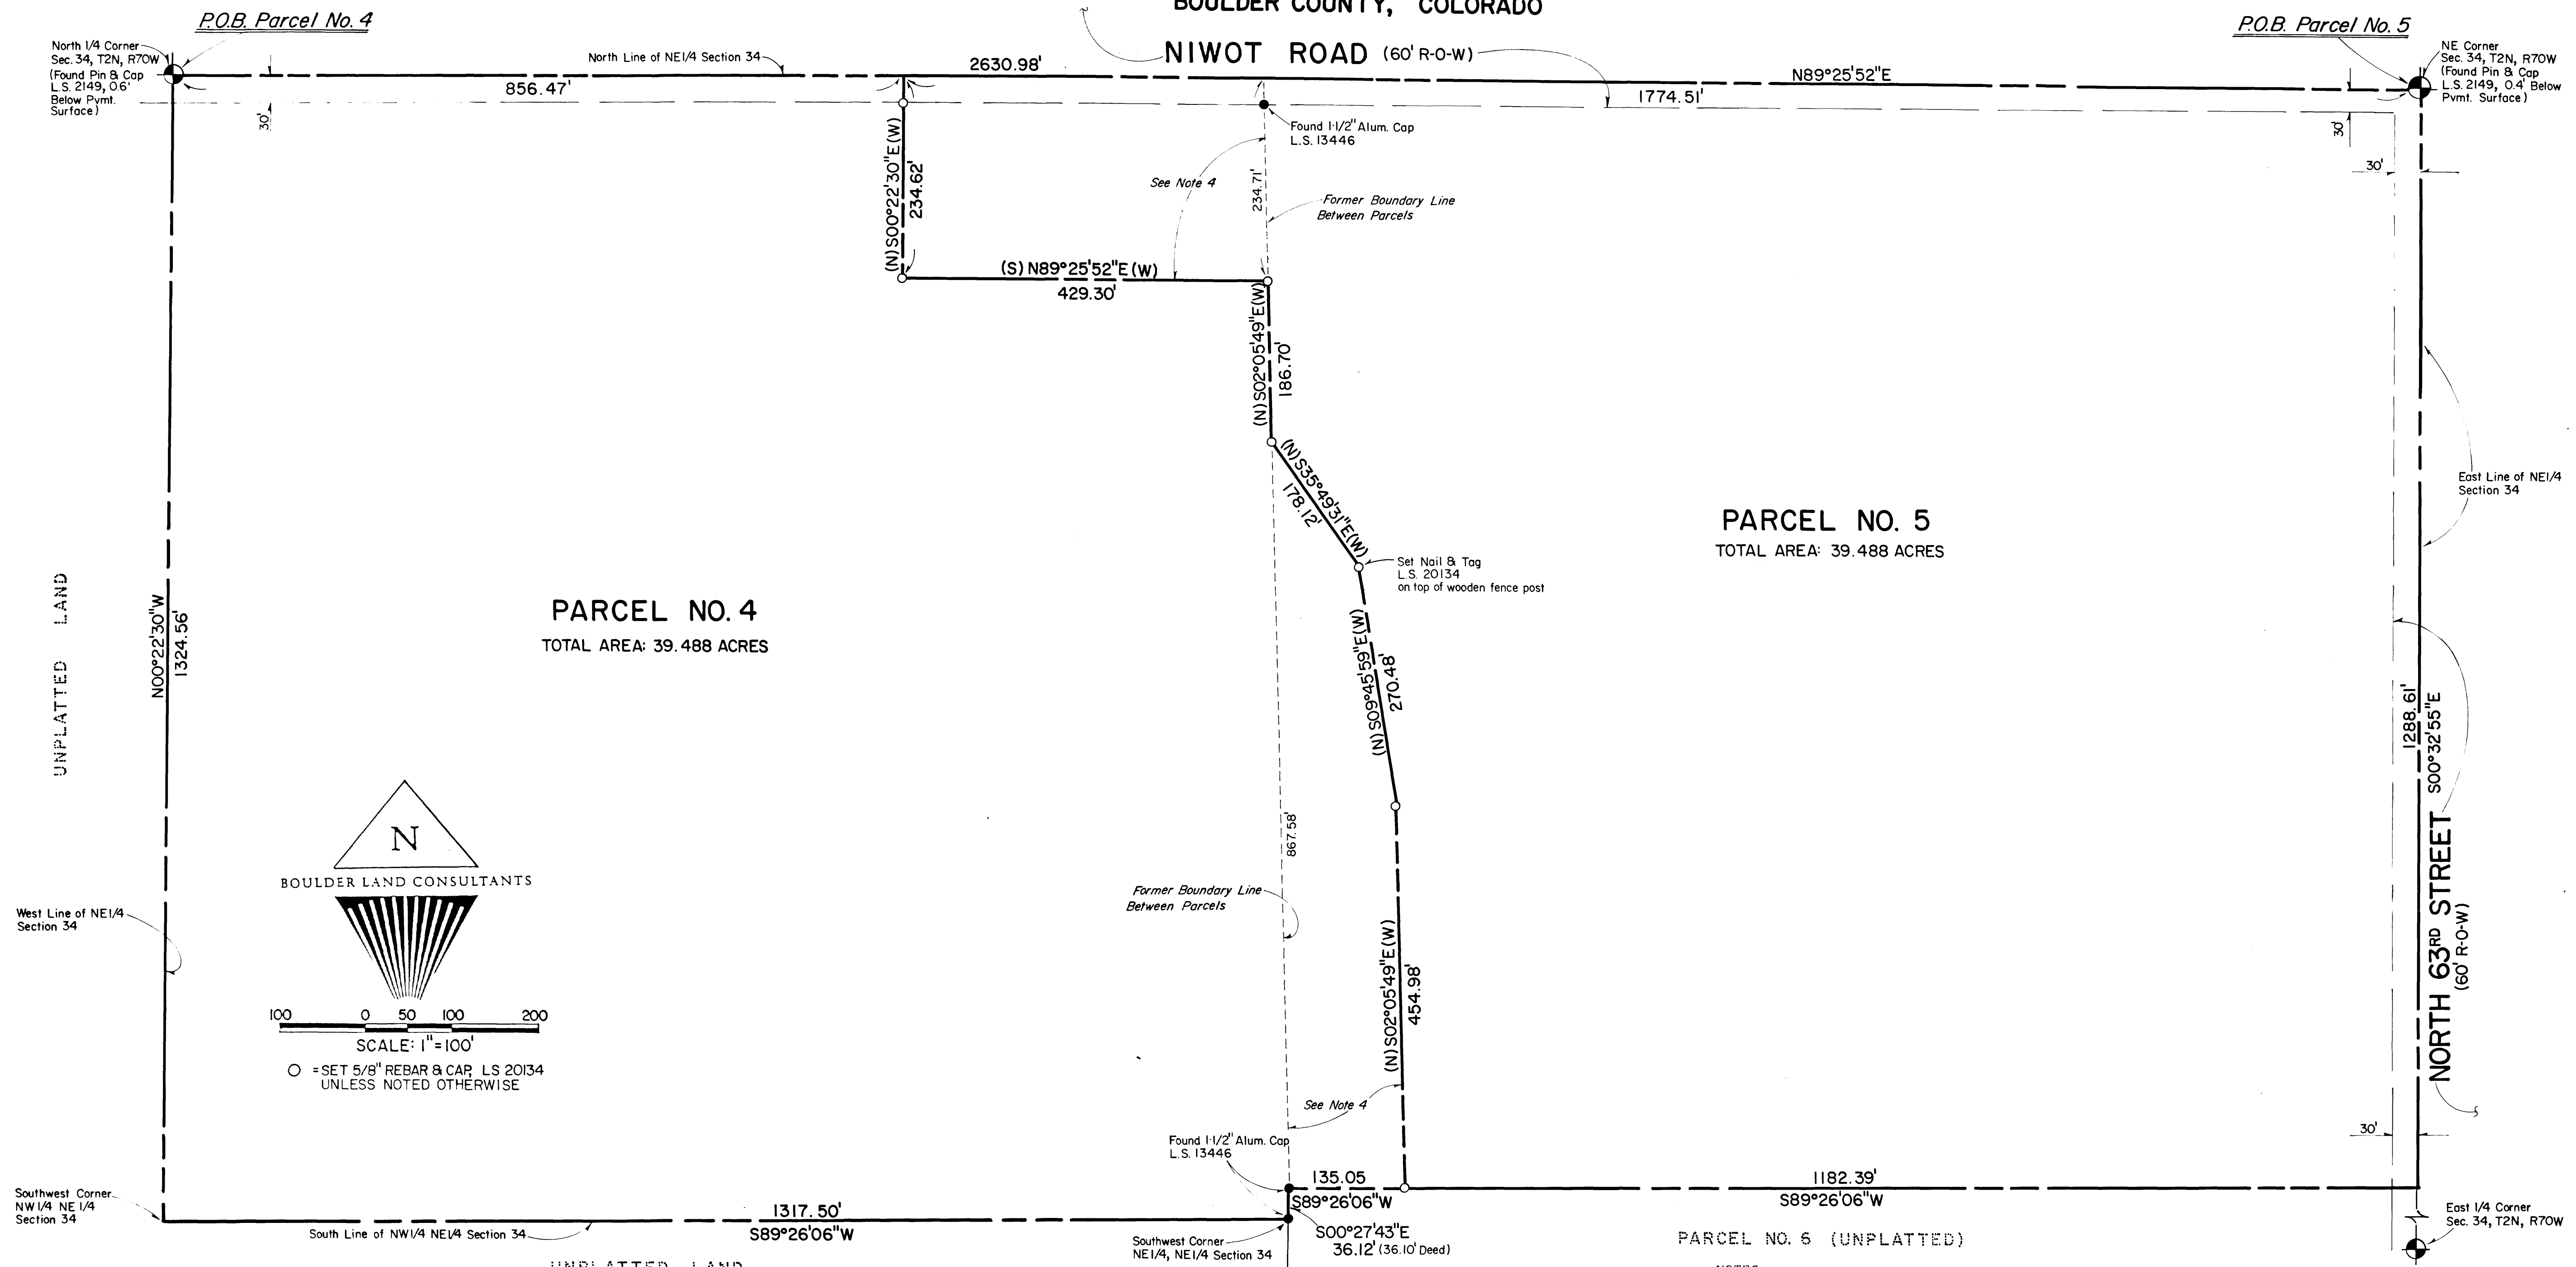 BOULDER COUNTY, COLORADO
P.O.B. Parcel No. 4
P.O.B. Parcel No. 5
North 1/4 Corner
Sec. 34, T2N, R70W
(Found Pin & Cap
L.S. 2149, 0.6'
Below Pvmt.
Surface)
North Line of NE1/4 Section 34
2630.98'
NIWOT ROAD (60' R-O-W)
N89°25'52"E
NE Corner
Sec. 34, T2N, R70W
(Found Pin & Cap
L.S. 2149, 0.4' Below
Pvmt. Surface)
856.47'
1774.51'
30'
30'
30'
Found 1-1/2" Alum. Cap
L.S. 13446
(N)S00°22'30"E(W)
234.62'
See Note 4
234.71'
Former Boundary Line
Between Parcels
(S) N89°25'52"E (W)
429.30'
(N)S02°05'49"E(W)
186.70'
(N)S35°49'31"E(W)
178.12'
East Line of NE1/4
Section 34
PARCEL NO. 5
TOTAL AREA: 39.488 ACRES
Set Nail & Tag
L.S. 20134
on top of wooden fence post
PARCEL NO. 4
TOTAL AREA: 39.488 ACRES
UNPLATTED LAND
N00°22'30"W
1324.56'
(N)S09°45'59"E(W)
270.48'
1288.61'
S00°32'55"E
NORTH 63RD STREET
(60' R-O-W)
N
BOULDER LAND CONSULTANTS
867.58'
Former Boundary Line
Between Parcels
West Line of NE1/4
Section 34
(N)S02°05'49"E(W)
454.98'
100 0 50 100 200
SCALE: 1"=100'
○ =SET 5/8" REBAR & CAP, LS 20134
UNLESS NOTED OTHERWISE
See Note 4
30'
Found 1-1/2" Alum. Cap
L.S. 13446
135.05
S89°26'06"W
1182.39'
S89°26'06"W
Southwest Corner
NW1/4 NE 1/4
Section 34
South Line of NW1/4 NE1/4 Section 34
1317.50'
S89°26'06"W
Southwest Corner
NE1/4, NE1/4 Section 34
S00°27'43"E
36.12' (36.10' Deed)
PARCEL NO. 6 (UNPLATTED)
East 1/4 Corner
Sec. 34, T2N, R70W
UNPLATTED LAND
NOTES